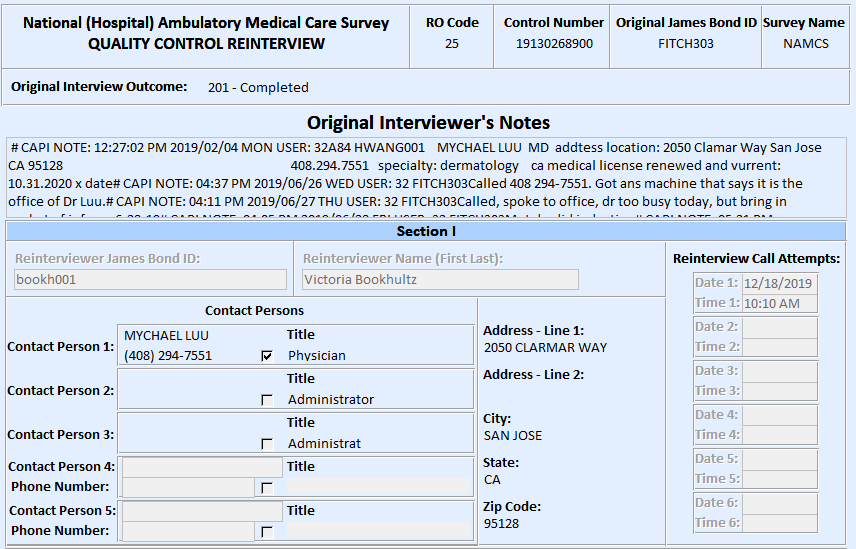 National (Hospital) Ambulatory Medical Care Survey
QUALITY CONTROL REINTERVIEW
RO Code
25
Control Number
19130268900
Original James Bond ID
FITCH303
Survey Name
NAMCS
Original Interview Outcome: 201 - Completed
Original Interviewer's Notes
# CAPI NOTE: 12:27:02 PM 2019/02/04 MON USER: 32A84 HWANG001 MYCHAEL LUU MD addtess location: 2050 Clamar Way San Jose
CA 95128 408.294.7551 specialty: dermatology ca medical license renewed and vurrent:
10.31.2020 x date# CAPI NOTE: 04:37 PM 2019/06/26 WED USER: 32 FITCH303Called 408 294-7551. Got ans machine that says it is the
office of Dr Luu.# CAPI NOTE: 04:11 PM 2019/06/27 THU USER: 32 FITCH303Called, spoke to office, dr too busy today, but bring in
Section I
Reinterviewer James Bond ID:
bookh001
Reinterviewer Name (First Last):
Victoria Bookhultz
Contact Persons
Contact Person 1:
MYCHAEL LUU
(408) 294-7551
Title
Physician
Contact Person 2:
Title
Administrator
Contact Person 3:
Title
Administrat
Contact Person 4:
Title
Phone Number:
Contact Person 5:
Title
Phone Number:
Address - Line 1:
2050 CLARMAR WAY
Address - Line 2:
City:
SAN JOSE
State:
CA
Zip Code:
95128
Reinterview Call Attempts:
Date 1: 12/18/2019
Time 1: 10:10 AM
Date 2:
Time 2:
Date 3:
Time 3:
Date 4:
Time 4:
Date 5:
Time 5:
Date 6:
Time 6: